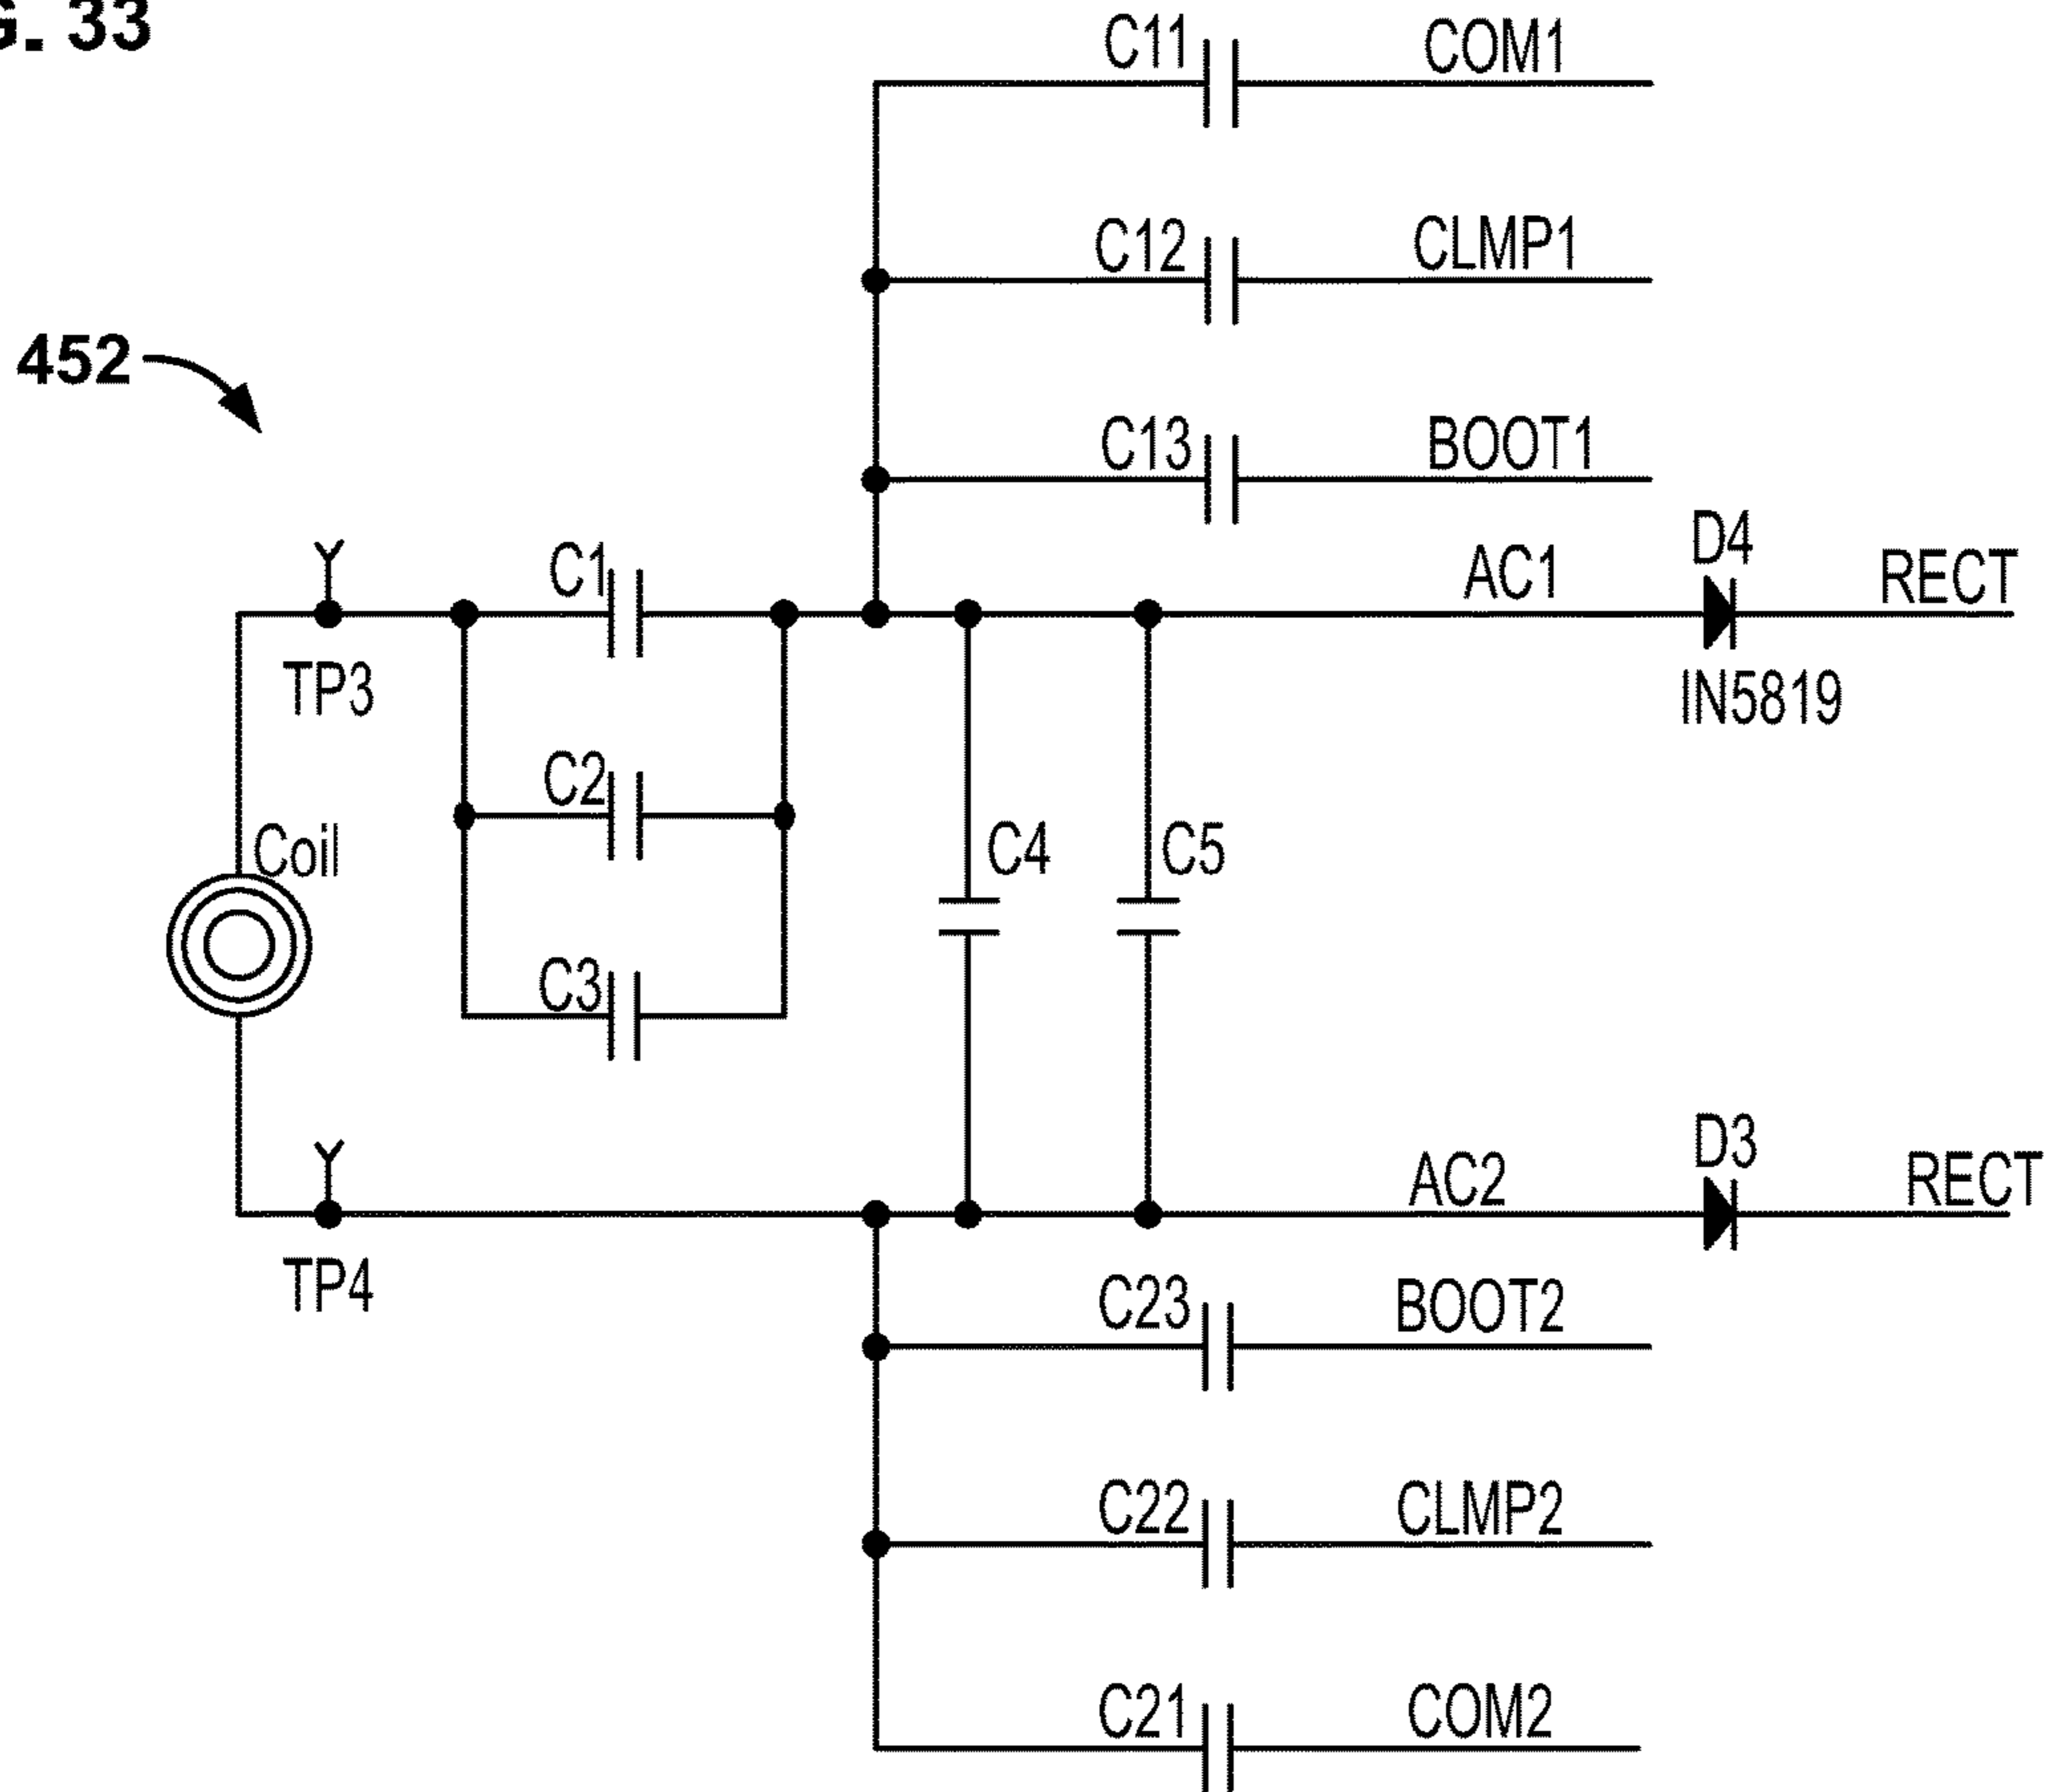 G. 33
C11 COM1
C12 CLMP1
452
C13 BOOT1
C1 AC1 D4 RECT
TP3 IN5819
C2
Coil C4 C5
C3
AC2 D3 RECT
TP4 C23 BOOT2
C22 CLMP2
C21 COM2